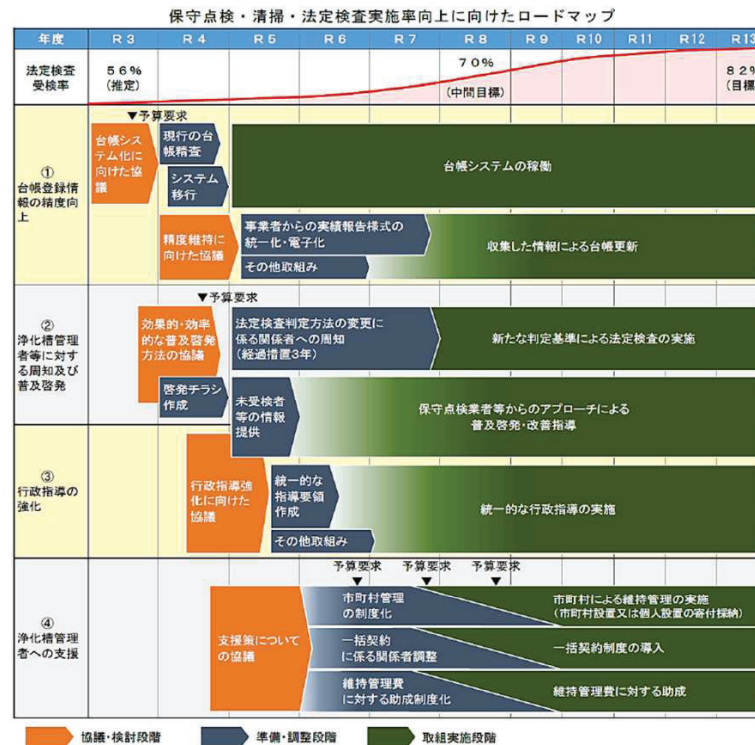 保守点検・清掃・法定検査実施率向上に向けたロードマップ
年度 R3 R4 R5 R6 R7 R8 R9 R10 R11 R12 R13
法定検査
受検率
56%
(推定)
70%
(中間目標)
82%
(目標)
①
台帳登録情
報の精度向
上
▼予算要求
台帳シス
テム化に
向けた協
議
現行の台
帳精査
システム
移行
台帳システムの稼働
精度維持に
向けた協議
事業者からの実績報告様式の
統一化・電子化
その他取組み
収集した情報による台帳更新
②
浄化槽管理
者等に対す
る周知及び
普及啓発
▼予算要求
効果的・効率
的な普及啓発
方法の協議
法定検査判定方法の変更に
係る関係者への周知
(経過措置3年)
新たな判定基準による法定検査の実施
啓発チラシ
作成
未受検者
等の情報
提供
保守点検業者等からのアプローチによる
普及啓発・改善指導
③
行政指導の
強化
行政指導強
化に向けた
協議
統一的な
指導要領
作成
その他取組み
統一的な行政指導の実施
④
浄化槽管理
者への支援
予算要求 予算要求 予算要求
▼ ▼ ▼
支援策について
の協議
市町村管理
の制度化
市町村による維持管理の実施
(市町村設置又は個人設置の寄付採納)
一括契約
に係る関係者調整
一括契約制度の導入
維持管理費
に対する助成制度化
維持管理費に対する助成
協議・検討段階 準備・調整段階 取組実施段階